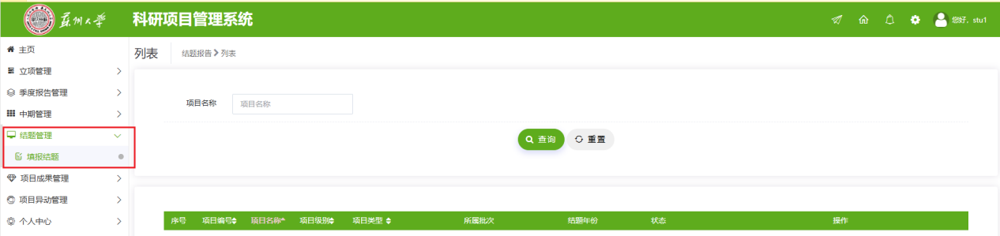 苏州大学 科研项目管理系统 您好，stu1
主页
立项管理
季度报告管理
中期管理
结题管理
填报结题
项目成果管理
项目异动管理
个人中心
列表 结题报告 列表
项目名称 项目名称
查询 重置
序号 项目编号 项目名称 项目级别 项目类型 所属批次 结题年份 状态 操作